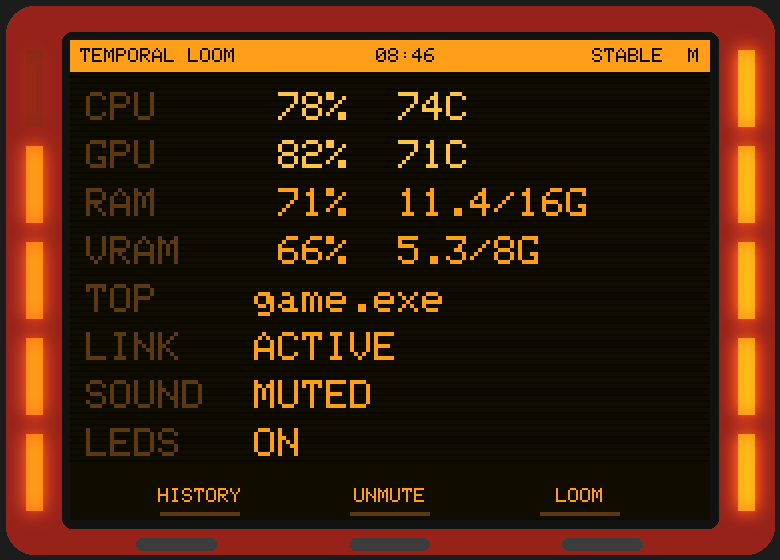 TEMPORAL LOOM 08:46 STABLE M
CPU 78% 74C
GPU 82% 71C
RAM 71% 11.4/16G
VRAM 66% 5.3/8G
TOP game.exe
LINK ACTIVE
SOUND MUTED
LEDS ON
HISTORY UNMUTE LOOM